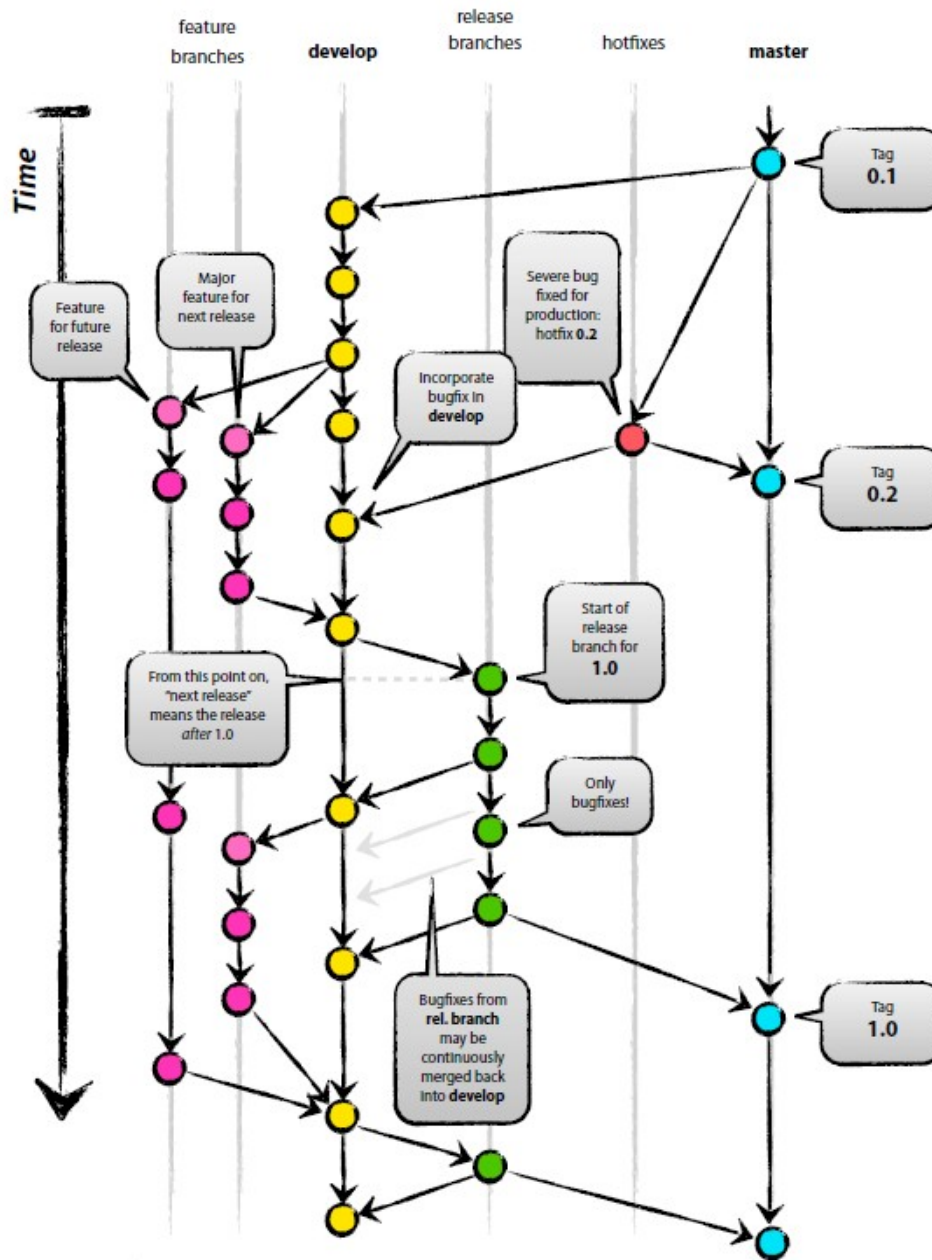 feature
branches
develop
release
branches
hotfixes
master
Time
Tag
0.1
Major
feature for
next release
Severe bug
fixed for
production:
hotfix 0.2
Feature
for future
release
Incorporate
bugfix in
develop
Tag
0.2
Start of
release
branch for
1.0
From this point on,
“next release”
means the release
after 1.0
Only
bugfixes!
Bugfixes from
rel. branch
may be
continuously
merged back
into develop
Tag
1.0